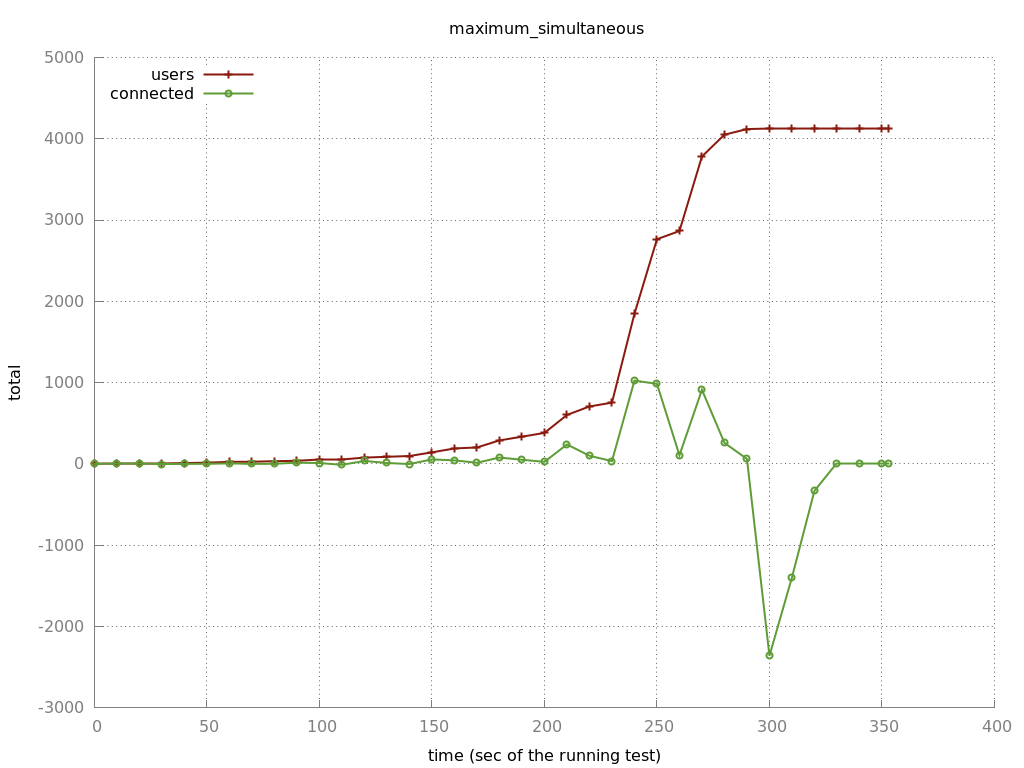 maximum_simultaneous
users
connected
5000
4000
3000
2000
1000
0
-1000
-2000
-3000
total
0 50 100 150 200 250 300 350 400
time (sec of the running test)